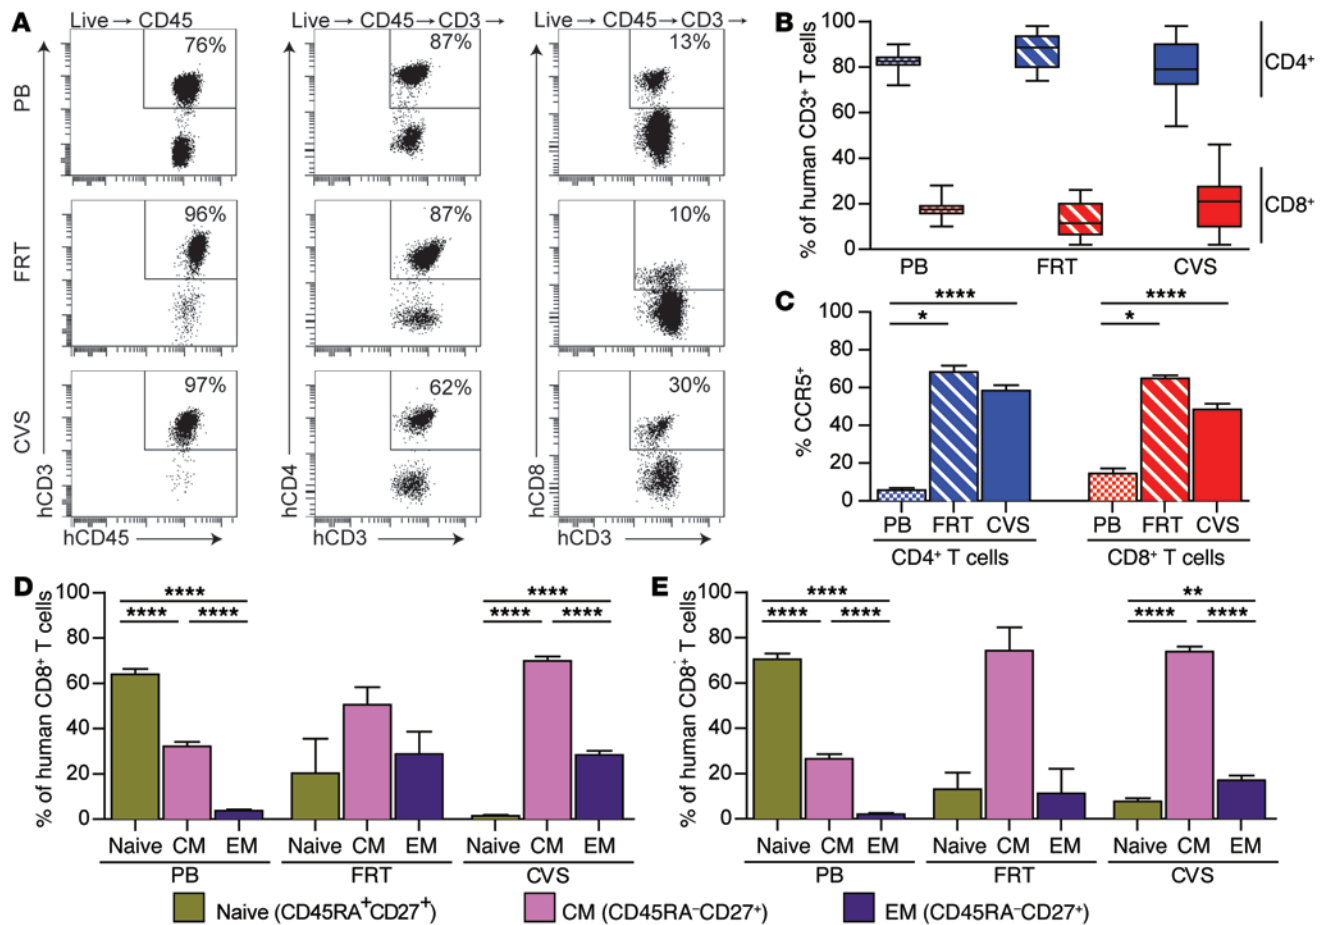 A
Live → CD45
Live → CD45 → CD3 →
Live → CD45 → CD3 →
PB
76%
87%
13%
FRT
96%
87%
10%
CVS
97%
62%
30%
hCD3
hCD4
hCD8
hCD45
hCD3
hCD3
B
% of human CD3⁺ T cells
100
80
60
40
20
0
CD4⁺
CD8⁺
PB FRT CVS
C
% CCR5⁺
100
80
60
40
20
0
**** ****
* *
PB FRT CVS PB FRT CVS
CD4⁺ T cells CD8⁺ T cells
D
% of human CD8⁺ T cells
100
80
60
40
20
0
**** ****
**** **** **** ****
Naive CM EM Naive CM EM Naive CM EM
PB FRT CVS
E
% of human CD8⁺ T cells
100
80
60
40
20
0
**** **
**** **** **** ****
Naive CM EM Naive CM EM Naive CM EM
PB FRT CVS
Naive (CD45RA⁺CD27⁺) CM (CD45RA⁻CD27⁺) EM (CD45RA⁻CD27⁺)